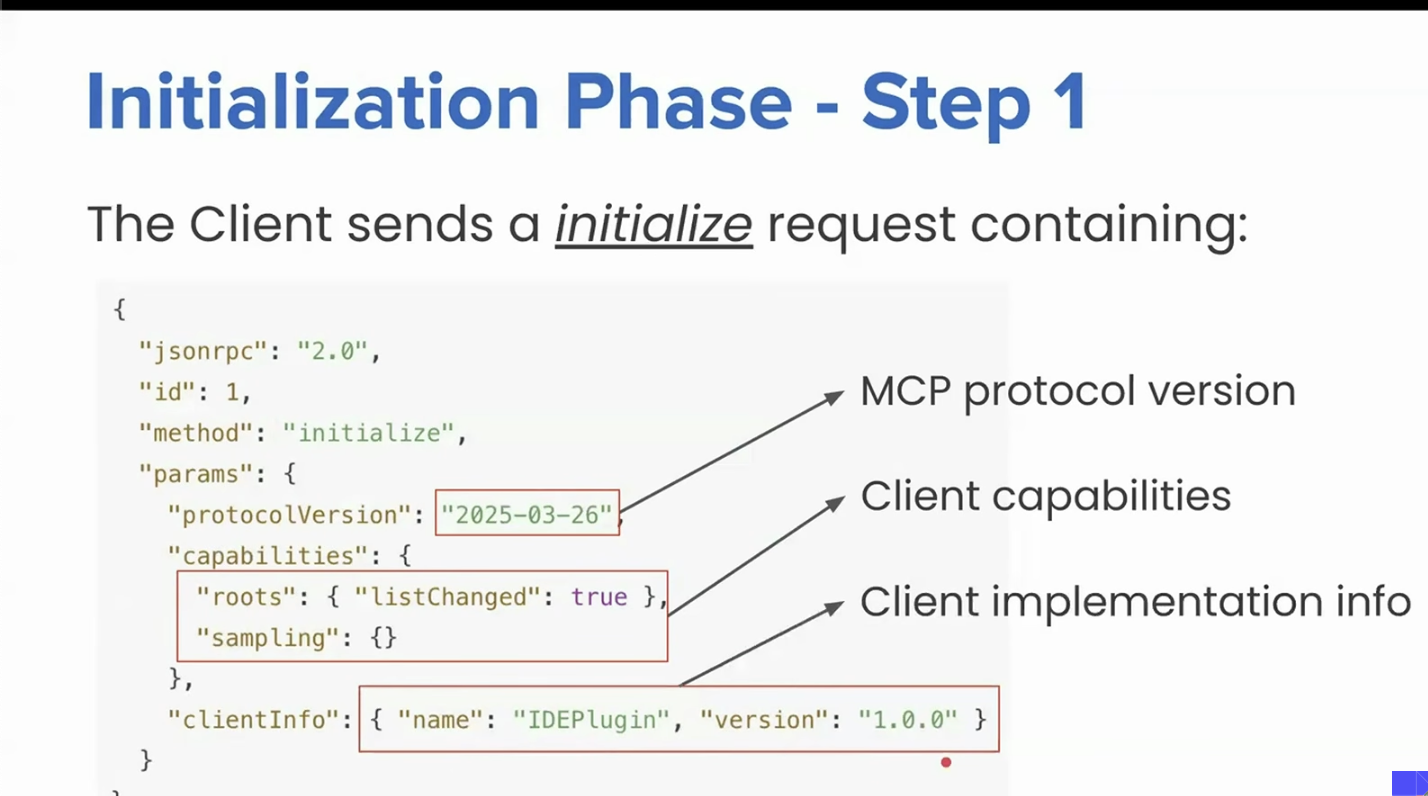 Initialization Phase - Step 1
The Client sends a initialize request containing:
{
"jsonrpc": "2.0",
"id": 1,
"method": "initialize",
"params": {
"protocolVersion": "2025-03-26",
"capabilities": {
"roots": { "listChanged": true },
"sampling": {}
},
"clientInfo": { "name": "IDEPlugin", "version": "1.0.0" }
}
}
MCP protocol version
Client capabilities
Client implementation info